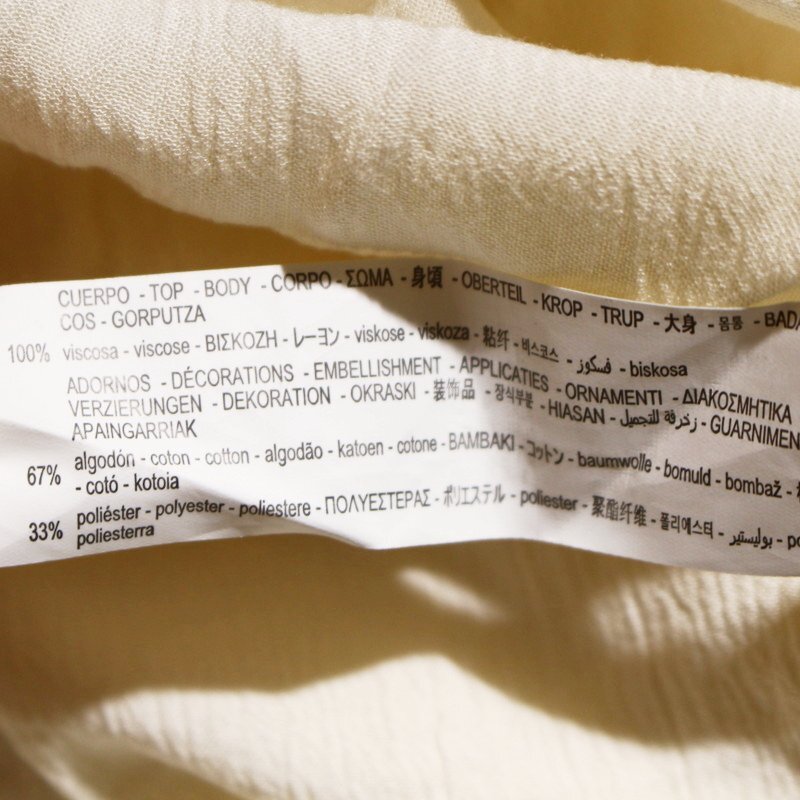 CUERPO - TOP - BODY - CORPO - ΣΩΜΑ - 身頃 - OBERTEIL - KROP - TRUP - 大身 - 몸통 - BADA
COS - GORPUTZA
100% viscosa - viscose - ΒΙΣΚΟΖΗ - レーヨン - viskose - viskoza - 粘纤 - 비스코스 - فسكوز - biskosa
ADORNOS - DÉCORATIONS - EMBELLISHMENT - APPLICATIES - ORNAMENTI - ΔΙΑΚΟΣΜΗΤΙΚΑ
VERZIERUNGEN - DEKORATION - OKRASKI - 装飾品 - 장식부분 - HIASAN - زخرفة للتجميل - GUARNIMEN
APAINGARRIAK
67% algodón - coton - cotton - algodão - katoen - cotone - BAMBAKI - コットン - baumwolle - bomuld - bombaž -
- cotó - kotoia
33% poliéster - polyester - poliestere - ΠΟΛΥΕΣΤΕΡΑΣ - ポリエステル - poliester - 聚酯纤维 - 폴리에스터 - بوليستير - po
poliesterra